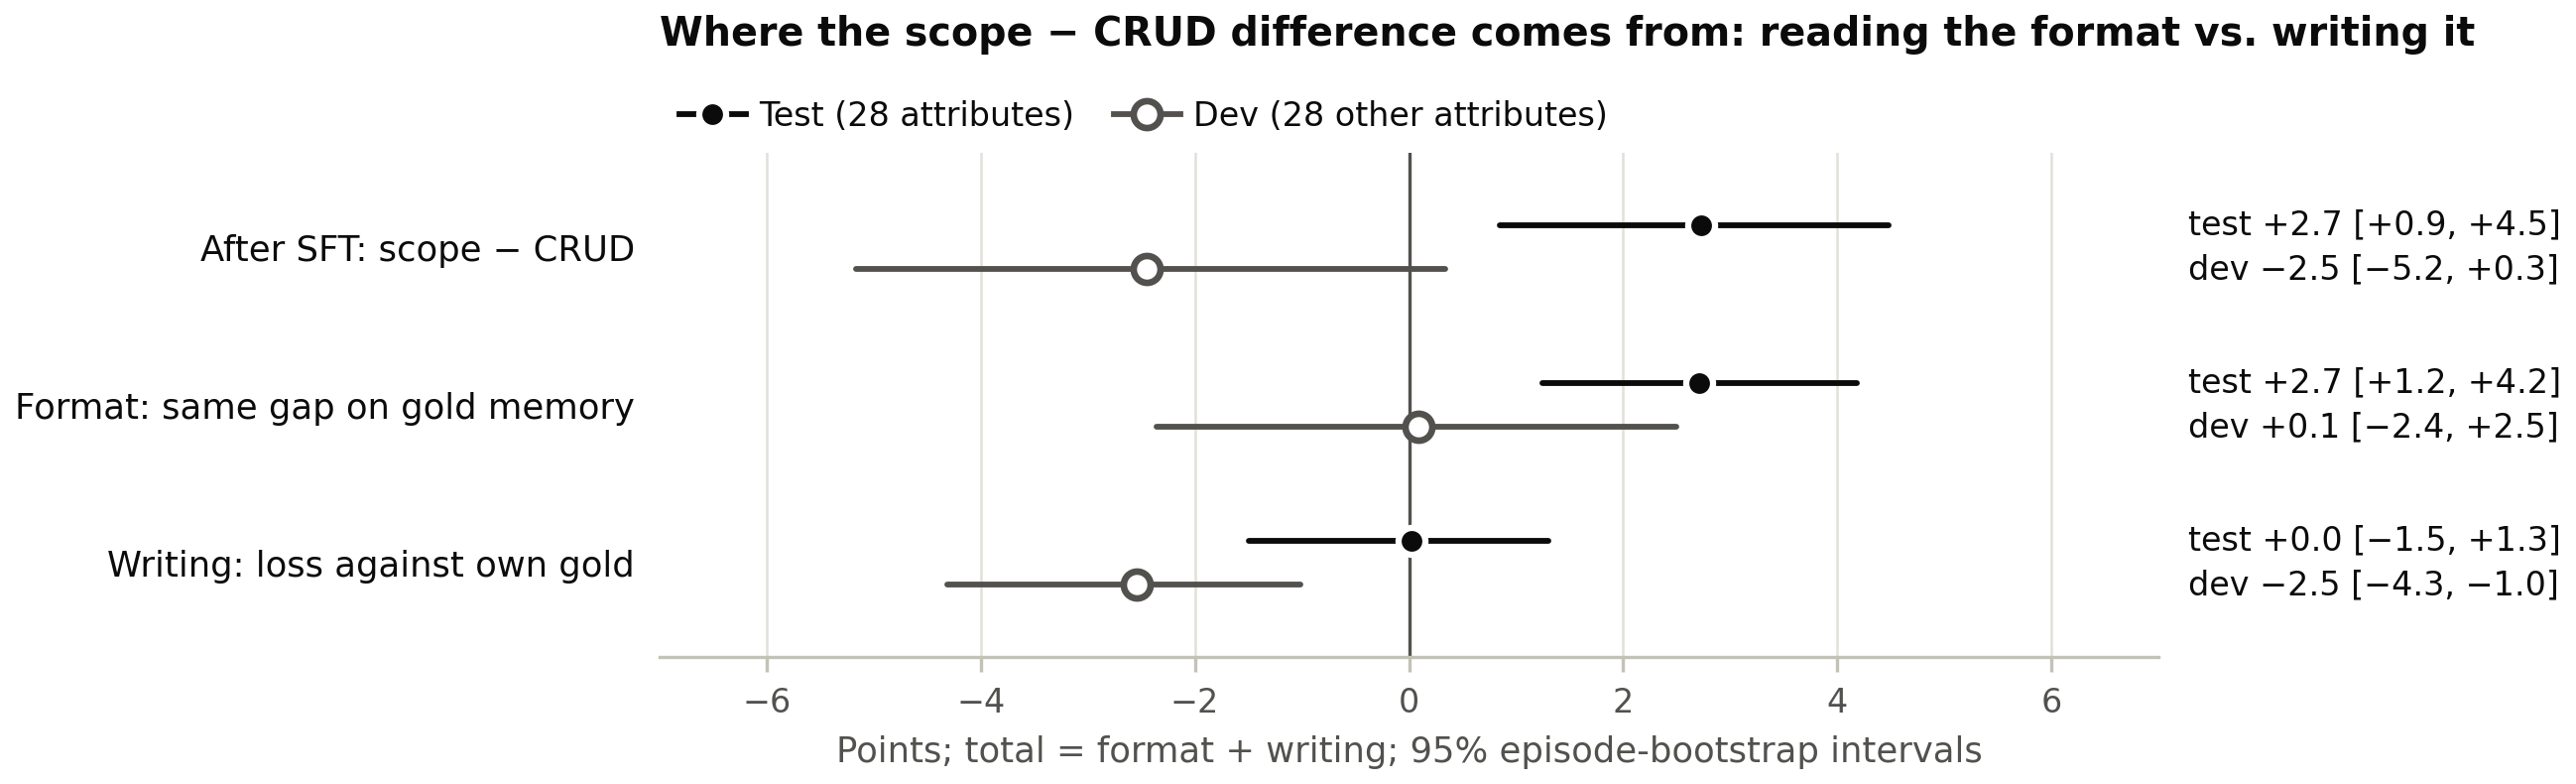 Where the scope − CRUD difference comes from: reading the format vs. writing it
Test (28 attributes) Dev (28 other attributes)
After SFT: scope − CRUD
test +2.7 [+0.9, +4.5]
dev −2.5 [−5.2, +0.3]
Format: same gap on gold memory
test +2.7 [+1.2, +4.2]
dev +0.1 [−2.4, +2.5]
Writing: loss against own gold
test +0.0 [−1.5, +1.3]
dev −2.5 [−4.3, −1.0]
−6 −4 −2 0 2 4 6
Points; total = format + writing; 95% episode-bootstrap intervals